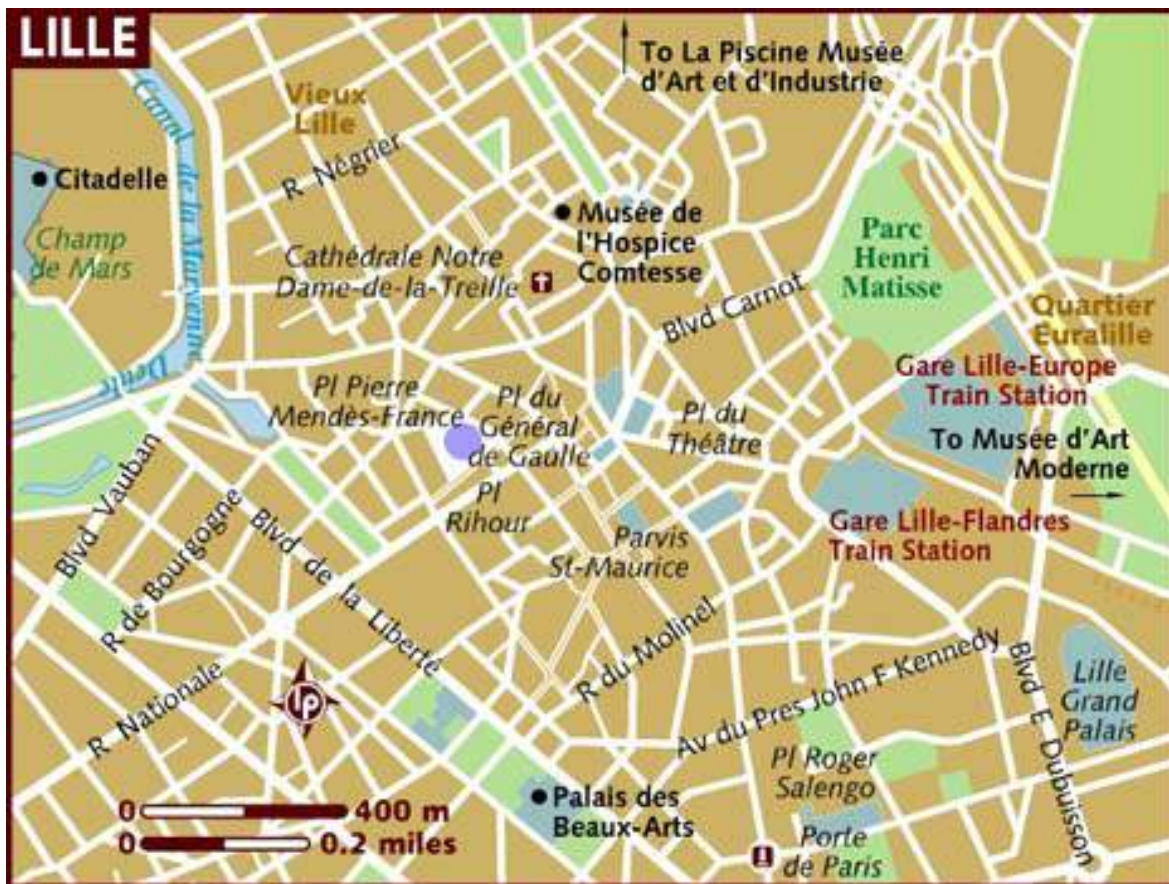 LILLE
To La Piscine Musée
d'Art et d'Industrie
Vieux
Lille
Canal de la Moyenne
Deule
R Négrier
Citadelle
Champ
de Mars
Musée de
l'Hospice
Comtesse
Parc
Henri
Matisse
Cathédrale Notre
Dame-de-la-Treille
Blvd Carnot
Quartier
Euralille
Gare Lille-Europe
Train Station
Pl Pierre
Mendès-France
Pl du
Général
de Gaulle
Pl du
Théâtre
To Musée d'Art
Moderne
Pl
Rihour
Blvd Vauban
R de Bourgogne
Blvd de la Liberté
Parvis
St-Maurice
Gare Lille-Flandres
Train Station
R Nationale
R du Molinel
Av du Pres John F Kennedy
Blvd E Dubuisson
Lille
Grand
Palais
LP
Pl Roger
Salengo
0 400 m
0 0.2 miles
Palais des
Beaux-Arts
Porte
de Paris